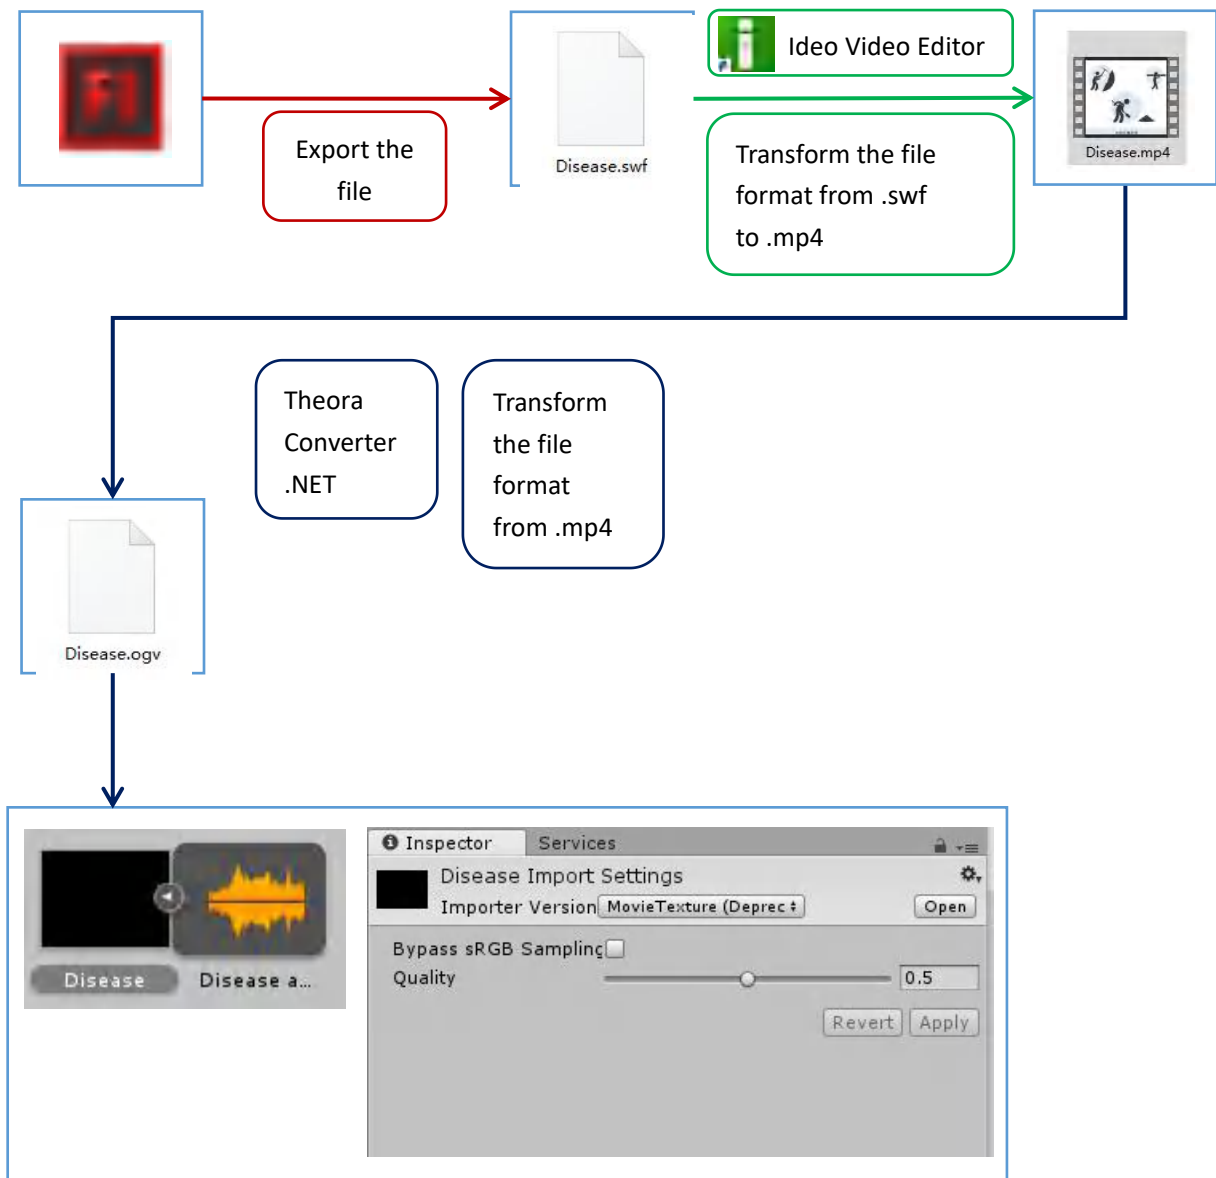 Ideo Video Editor
Export the
file
Disease.swf
Transform the file
format from .swf
to .mp4
Disease.mp4
Theora
Converter
.NET
Transform
the file
format
from .mp4
Disease.ogv
Disease
Disease a...
Inspector
Services
Disease Import Settings
Importer Version MovieTexture (Deprec
Open
Bypass sRGB Sampling
Quality
0.5
Revert
Apply